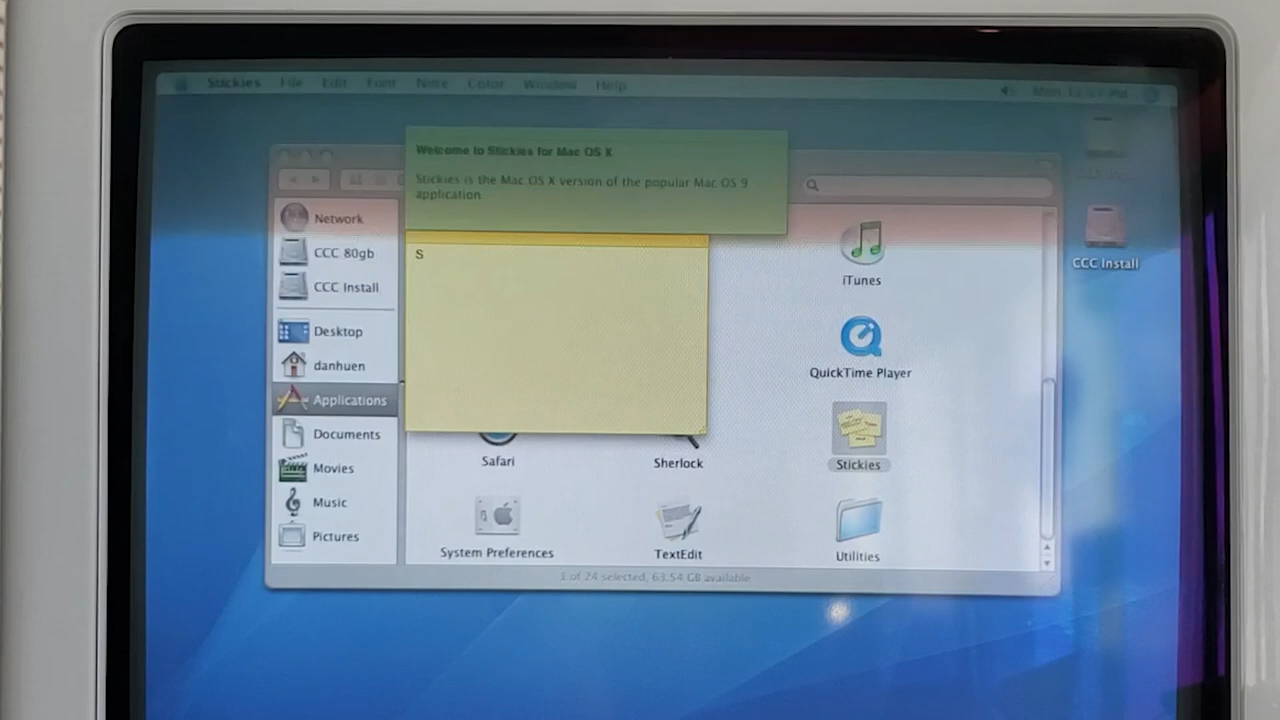 Stickies File Edit Font Note Color Window Help
Mon
Welcome to Stickies for Mac OS X
Stickies is the Mac OS X version of the popular Mac OS 9
application.
S
Network
CCC 80gb
CCC Install
Desktop
danhuen
Applications
Documents
Movies
Music
Pictures
iTunes
QuickTime Player
Safari
Sherlock
Stickies
System Preferences
TextEdit
Utilities
1 of 24 selected, 63.54 GB available
CCC Install